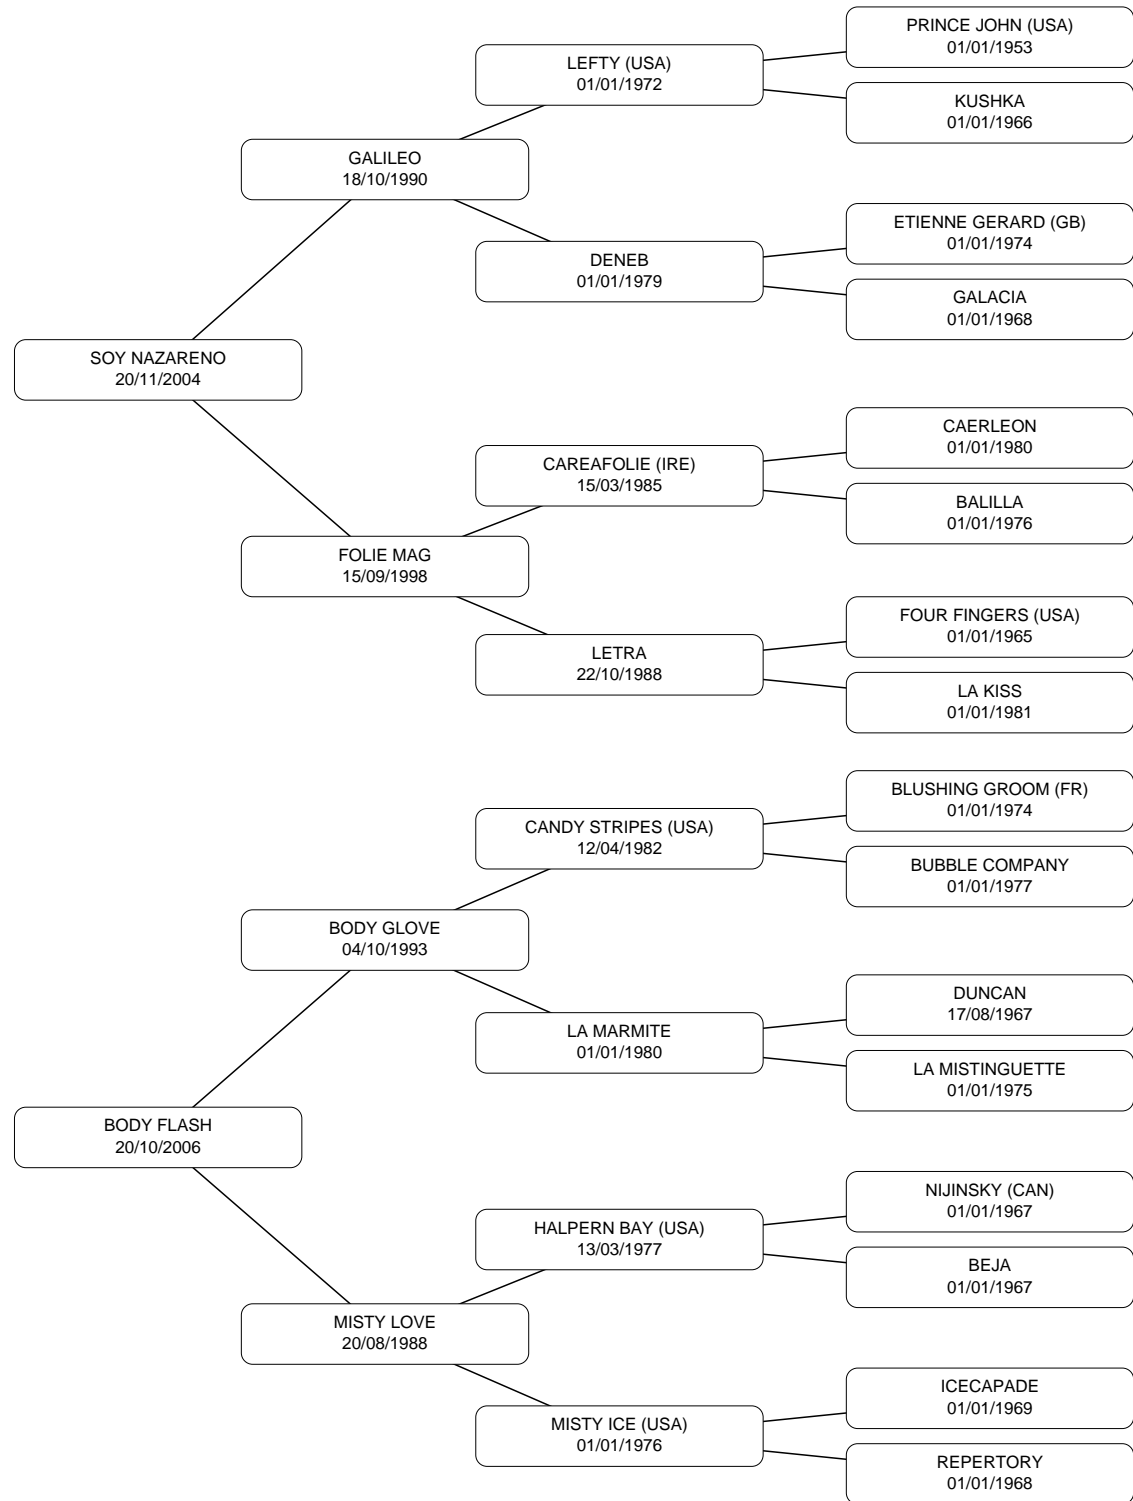 PRINCE JOHN (USA)
01/01/1953
LEFTY (USA)
01/01/1972
KUSHKA
01/01/1966
GALILEO
18/10/1990
ETIENNE GERARD (GB)
01/01/1974
DENEB
01/01/1979
GALACIA
01/01/1968
SOY NAZARENO
20/11/2004
CAERLEON
01/01/1980
CAREAFOLIE (IRE)
15/03/1985
BALILLA
01/01/1976
FOLIE MAG
15/09/1998
FOUR FINGERS (USA)
01/01/1965
LETRA
22/10/1988
LA KISS
01/01/1981
BLUSHING GROOM (FR)
01/01/1974
CANDY STRIPES (USA)
12/04/1982
BUBBLE COMPANY
01/01/1977
BODY GLOVE
04/10/1993
DUNCAN
17/08/1967
LA MARMITE
01/01/1980
LA MISTINGUETTE
01/01/1975
BODY FLASH
20/10/2006
NIJINSKY (CAN)
01/01/1967
HALPERN BAY (USA)
13/03/1977
BEJA
01/01/1967
MISTY LOVE
20/08/1988
ICECAPADE
01/01/1969
MISTY ICE (USA)
01/01/1976
REPERTORY
01/01/1968